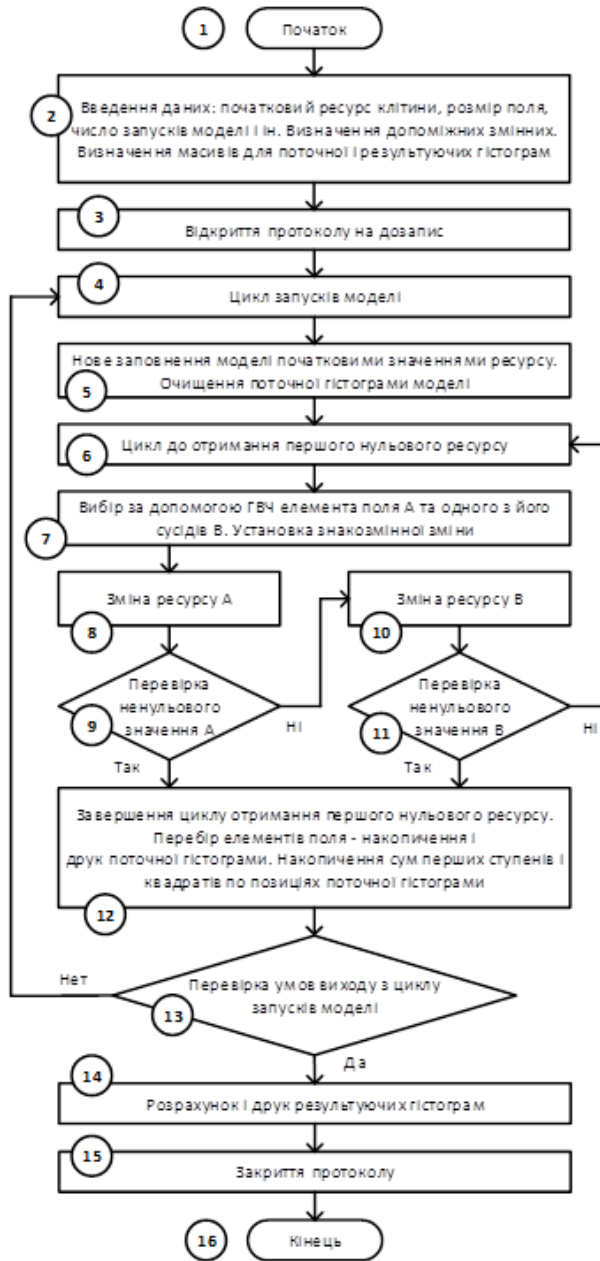 1
Початок
2
Введення даних: початковий ресурс клітини, розмір поля,
число запусків моделі і ін. Визначення допоміжних змінних.
Визначення масивів для поточної і результуючих гістограм
3
Відкриття протоколу на дозапис
4
Цикл запусків моделі
Нове заповнення моделі початковими значеннями ресурсу.
5
Очищення поточної гістограми моделі
6
Цикл до отримання першого нульового ресурсу
Вибір за допомогою ГВЧ елемента поля А та одного з його
7
сусідів В. Установка знакозмінної зміни
Зміна ресурсу А
8
Зміна ресурсу В
10
Перевірка
ненульового
значення А
9
Ні
Так
Перевірка
ненульового
значення В
11
Ні
Так
Завершення циклу отримання першого нульового ресурсу.
Перебір елементів поля - накопичення і
друк поточної гістограми. Накопичення сум перших ступенів і
квадратів по позиціях поточної гістограми
12
Нет
Перевірка умов виходу з циклу
запусків моделі
13
Да
14
Розрахунок і друк результуючих гістограм
15
Закриття протоколу
16
Кінець